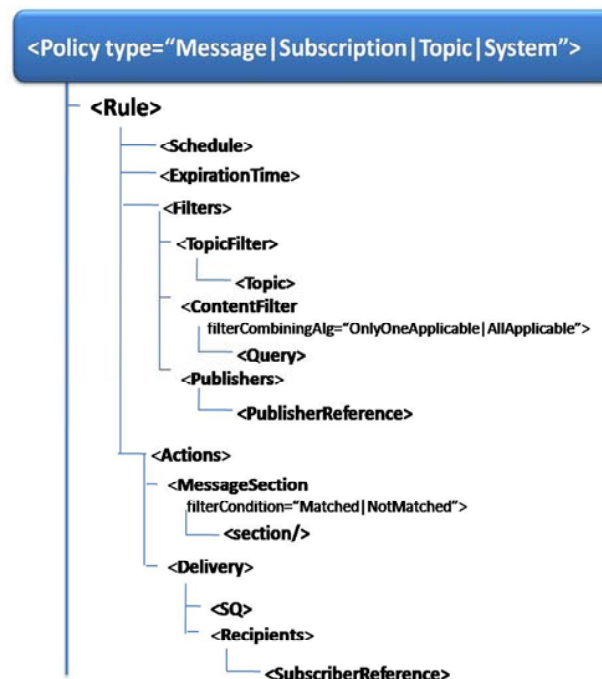 <Policy type=“Message|Subscription|Topic|System”>
<Rule>
<Schedule>
<ExpirationTime>
<Filters>
<TopicFilter>
<Topic>
<ContentFilter
filterCombiningAlg=“OnlyOneApplicable|AllApplicable”>
<Query>
<Publishers>
<PublisherReference>
<Actions>
<MessageSection
filterCondition=“Matched|NotMatched”>
<section/>
<Delivery>
<SQ>
<Recipients>
<SubscriberReference>